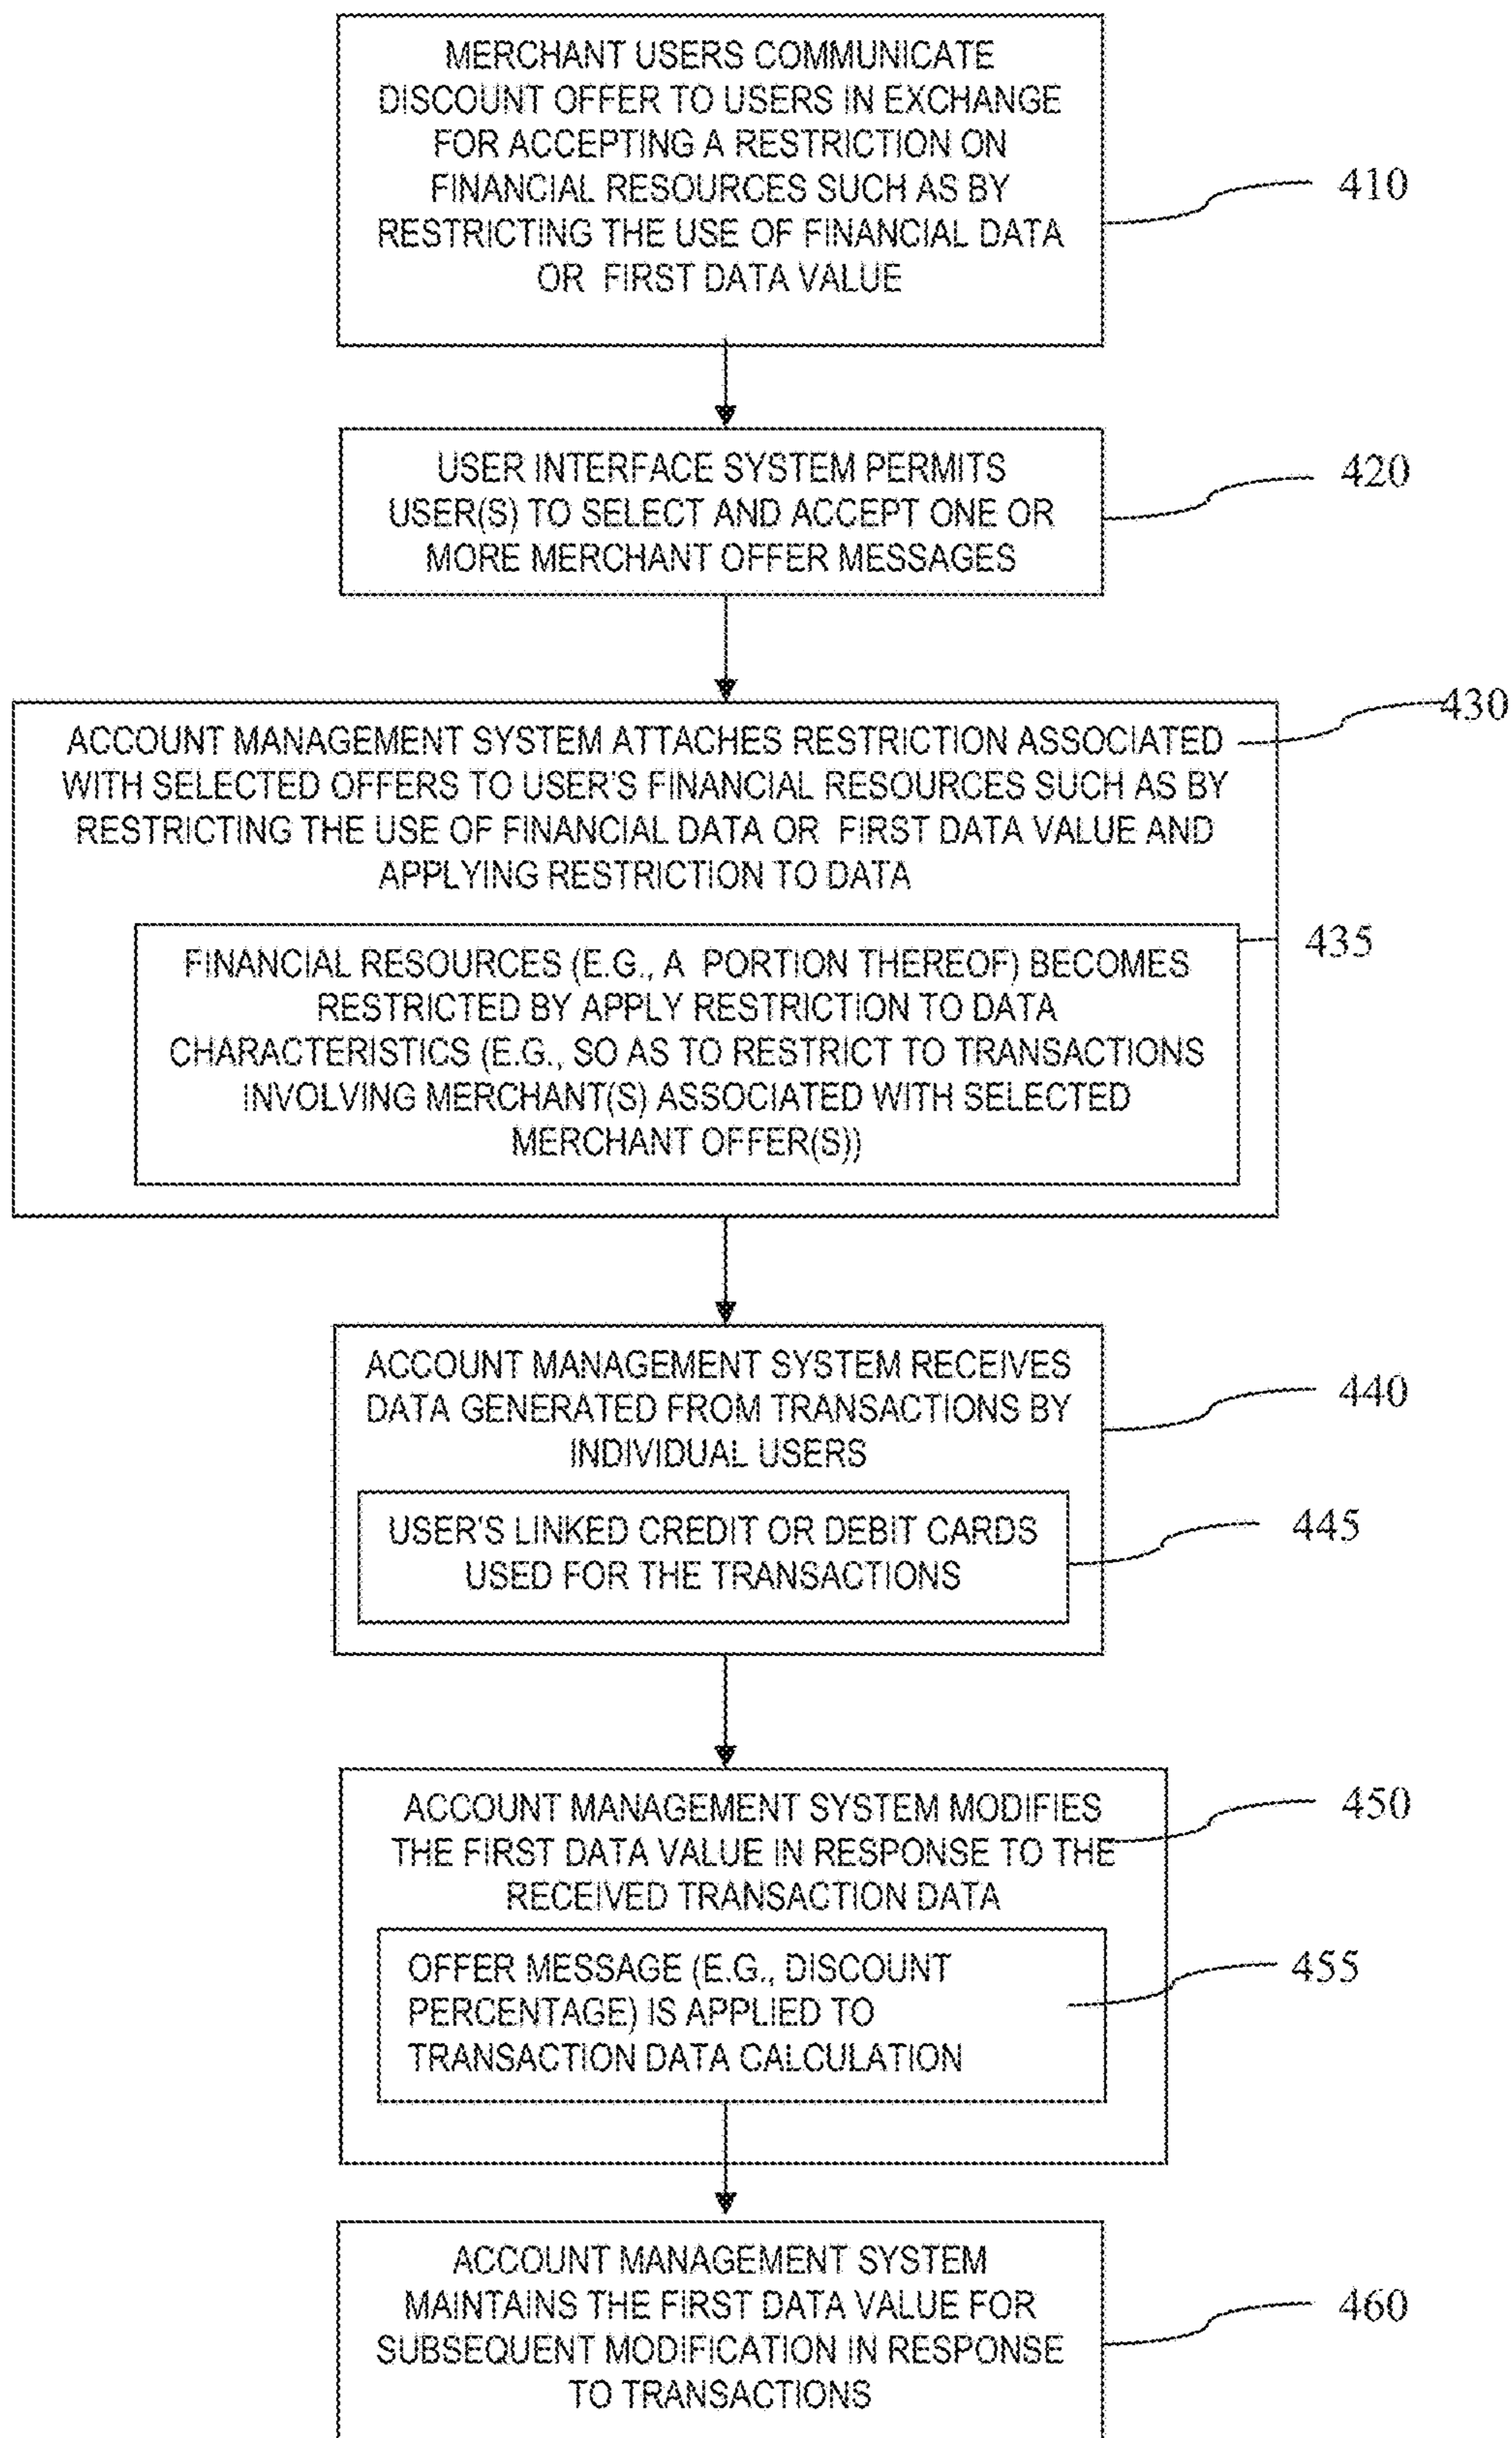 MERCHANT USERS COMMUNICATE
DISCOUNT OFFER TO USERS IN EXCHANGE
FOR ACCEPTING A RESTRICTION ON
FINANCIAL RESOURCES SUCH AS BY
RESTRICTING THE USE OF FINANCIAL DATA
OR FIRST DATA VALUE
410
USER INTERFACE SYSTEM PERMITS
USER(S) TO SELECT AND ACCEPT ONE OR
MORE MERCHANT OFFER MESSAGES
420
ACCOUNT MANAGEMENT SYSTEM ATTACHES RESTRICTION ASSOCIATED
WITH SELECTED OFFERS TO USER'S FINANCIAL RESOURCES SUCH AS BY
RESTRICTING THE USE OF FINANCIAL DATA OR FIRST DATA VALUE AND
APPLYING RESTRICTION TO DATA
430
FINANCIAL RESOURCES (E.G., A PORTION THEREOF) BECOMES
RESTRICTED BY APPLY RESTRICTION TO DATA
CHARACTERISTICS (E.G., SO AS TO RESTRICT TO TRANSACTIONS
INVOLVING MERCHANT(S) ASSOCIATED WITH SELECTED
MERCHANT OFFER(S))
435
ACCOUNT MANAGEMENT SYSTEM RECEIVES
DATA GENERATED FROM TRANSACTIONS BY
INDIVIDUAL USERS
440
USER'S LINKED CREDIT OR DEBIT CARDS
USED FOR THE TRANSACTIONS
445
ACCOUNT MANAGEMENT SYSTEM MODIFIES
THE FIRST DATA VALUE IN RESPONSE TO THE
RECEIVED TRANSACTION DATA
450
OFFER MESSAGE (E.G., DISCOUNT
PERCENTAGE) IS APPLIED TO
TRANSACTION DATA CALCULATION
455
ACCOUNT MANAGEMENT SYSTEM
MAINTAINS THE FIRST DATA VALUE FOR
SUBSEQUENT MODIFICATION IN RESPONSE
TO TRANSACTIONS
460